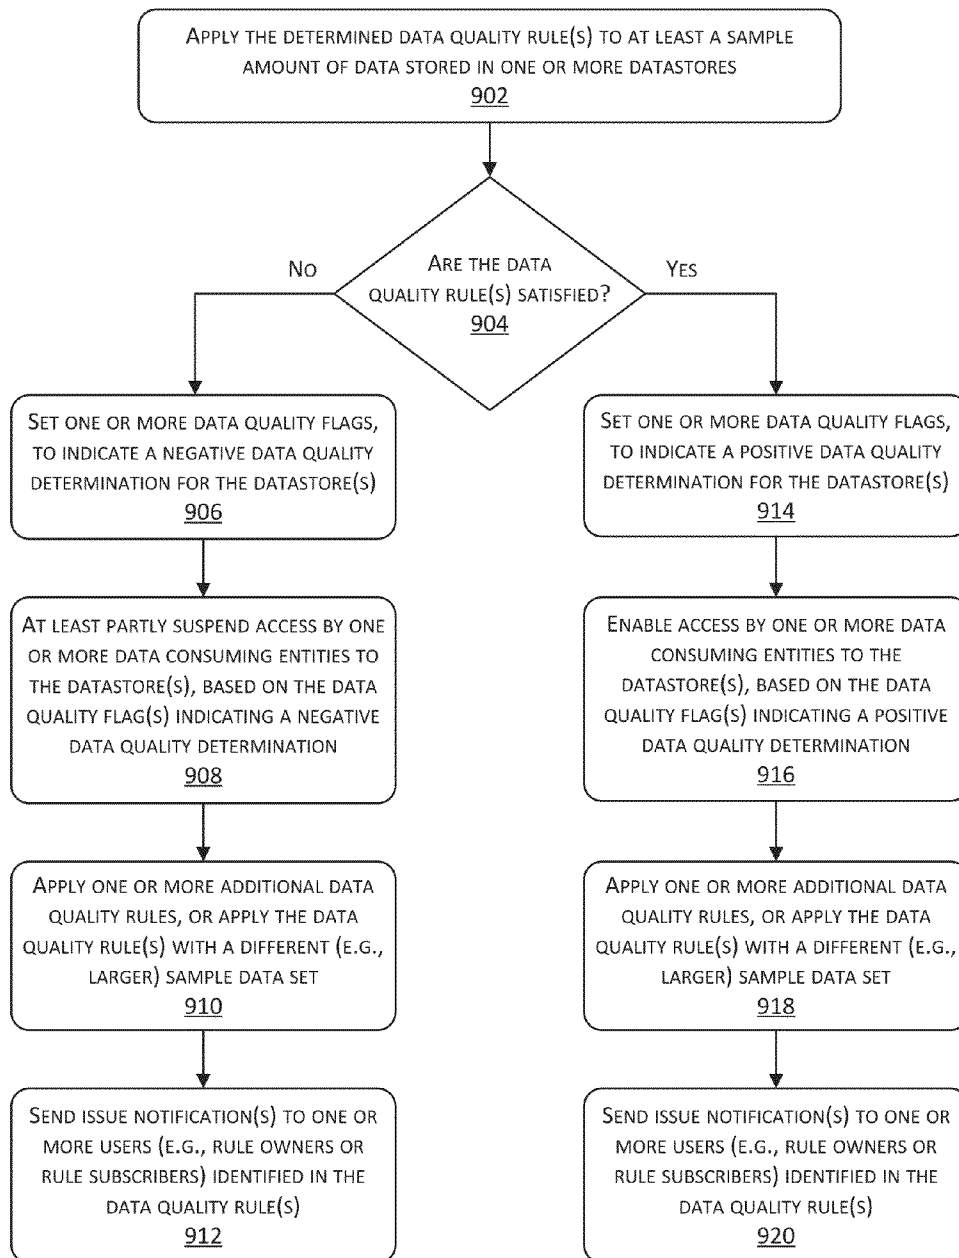 APPLY THE DETERMINED DATA QUALITY RULE(S) TO AT LEAST A SAMPLE
AMOUNT OF DATA STORED IN ONE OR MORE DATASTORES
902
ARE THE DATA
QUALITY RULE(S) SATISFIED?
904
NO
YES
SET ONE OR MORE DATA QUALITY FLAGS,
TO INDICATE A NEGATIVE DATA QUALITY
DETERMINATION FOR THE DATASTORE(S)
906
AT LEAST PARTLY SUSPEND ACCESS BY ONE
OR MORE DATA CONSUMING ENTITIES TO
THE DATASTORE(S), BASED ON THE DATA
QUALITY FLAG(S) INDICATING A NEGATIVE
DATA QUALITY DETERMINATION
908
APPLY ONE OR MORE ADDITIONAL DATA
QUALITY RULES, OR APPLY THE DATA
QUALITY RULE(S) WITH A DIFFERENT (E.G.,
LARGER) SAMPLE DATA SET
910
SEND ISSUE NOTIFICATION(S) TO ONE OR
MORE USERS (E.G., RULE OWNERS OR
RULE SUBSCRIBERS) IDENTIFIED IN THE
DATA QUALITY RULE(S)
912
SET ONE OR MORE DATA QUALITY FLAGS,
TO INDICATE A POSITIVE DATA QUALITY
DETERMINATION FOR THE DATASTORE(S)
914
ENABLE ACCESS BY ONE OR MORE DATA
CONSUMING ENTITIES TO THE
DATASTORE(S), BASED ON THE DATA
QUALITY FLAG(S) INDICATING A POSITIVE
DATA QUALITY DETERMINATION
916
APPLY ONE OR MORE ADDITIONAL DATA
QUALITY RULES, OR APPLY THE DATA
QUALITY RULE(S) WITH A DIFFERENT (E.G.,
LARGER) SAMPLE DATA SET
918
SEND ISSUE NOTIFICATION(S) TO ONE OR
MORE USERS (E.G., RULE OWNERS OR
RULE SUBSCRIBERS) IDENTIFIED IN THE
DATA QUALITY RULE(S)
920